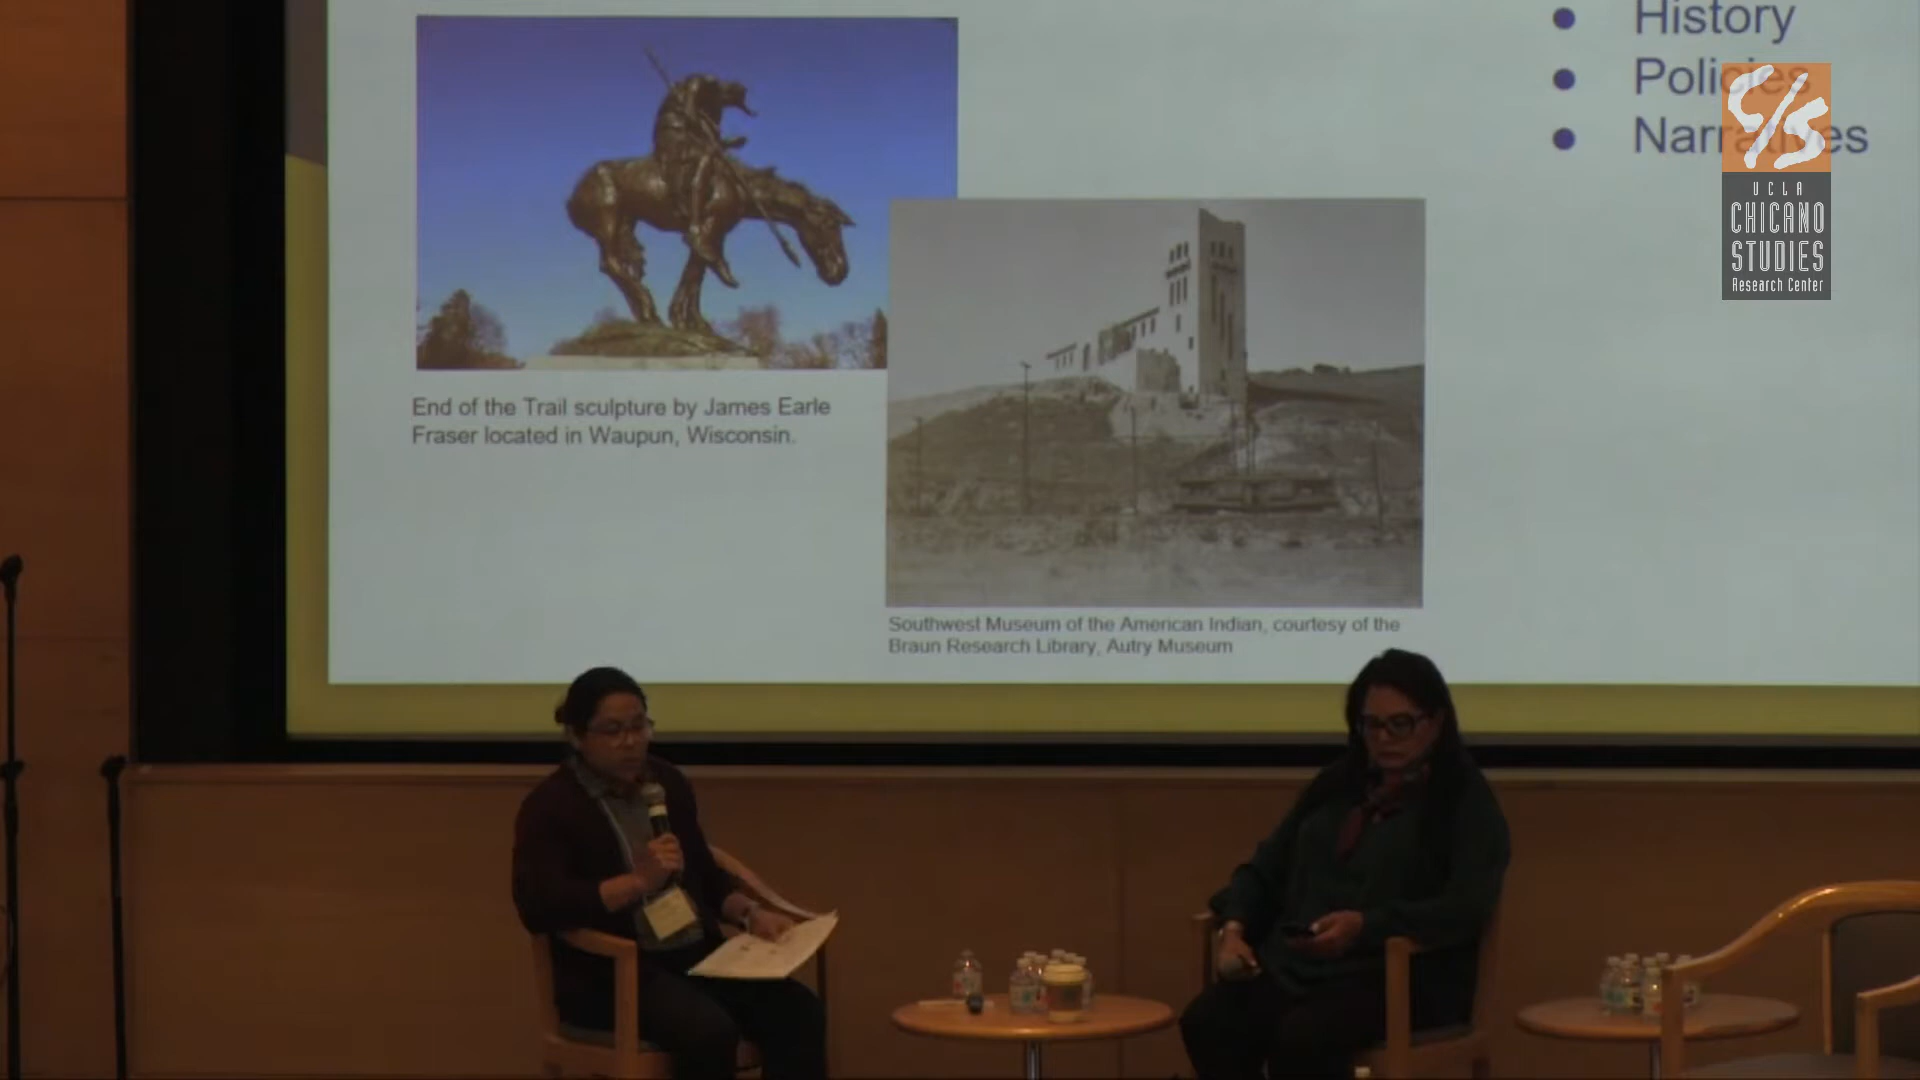 History
Policies
Narratives
UCLA
CHICANO
STUDIES
Research Center
End of the Trail sculpture by James Earle
Fraser located in Waupun, Wisconsin.
Southwest Museum of the American Indian, courtesy of the
Braun Research Library, Autry Museum